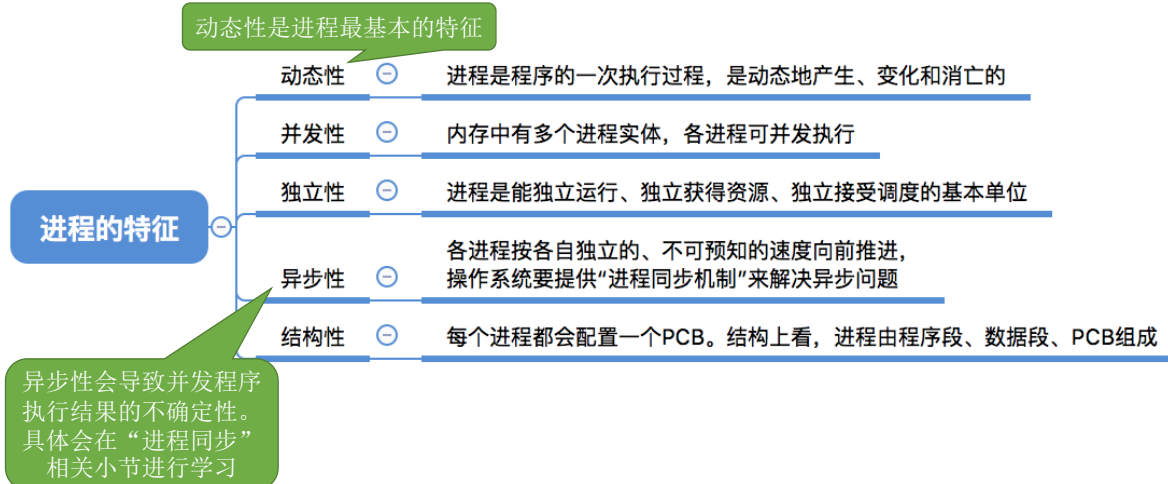 动态性是进程最基本的特征
动态性 进程是程序的一次执行过程，是动态地产生、变化和消亡的
并发性 内存中有多个进程实体，各进程可并发执行
独立性 进程是能独立运行、独立获得资源、独立接受调度的基本单位
进程的特征
各进程按各自独立的、不可预知的速度向前推进，
异步性 操作系统要提供“进程同步机制”来解决异步问题
结构性 每个进程都会配置一个PCB。结构上看，进程由程序段、数据段、PCB组成
异步性会导致并发程序
执行结果的不确定性。
具体会在“进程同步”
相关小节进行学习